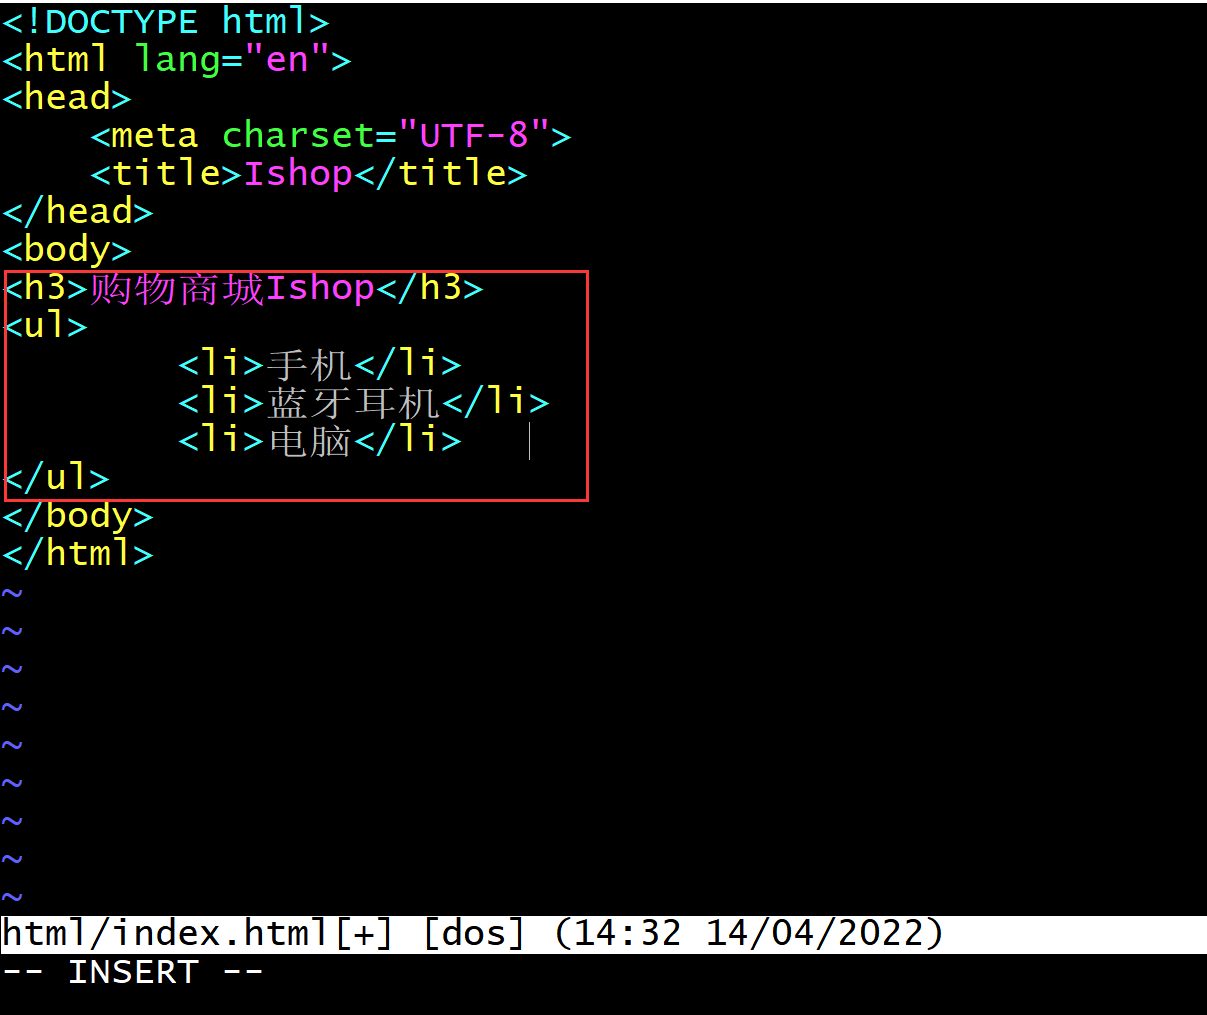 <!DOCTYPE html>
<html lang="en">
<head>
    <meta charset="UTF-8">
    <title>Ishop</title>
</head>
<body>
<h3>购物商城Ishop</h3>
<ul>
        <li>手机</li>
        <li>蓝牙耳机</li>
        <li>电脑</li>
</ul>
</body>
</html>
~
~
~
~
~
~
~
~
~
html/index.html[+] [dos] (14:32 14/04/2022)
-- INSERT --